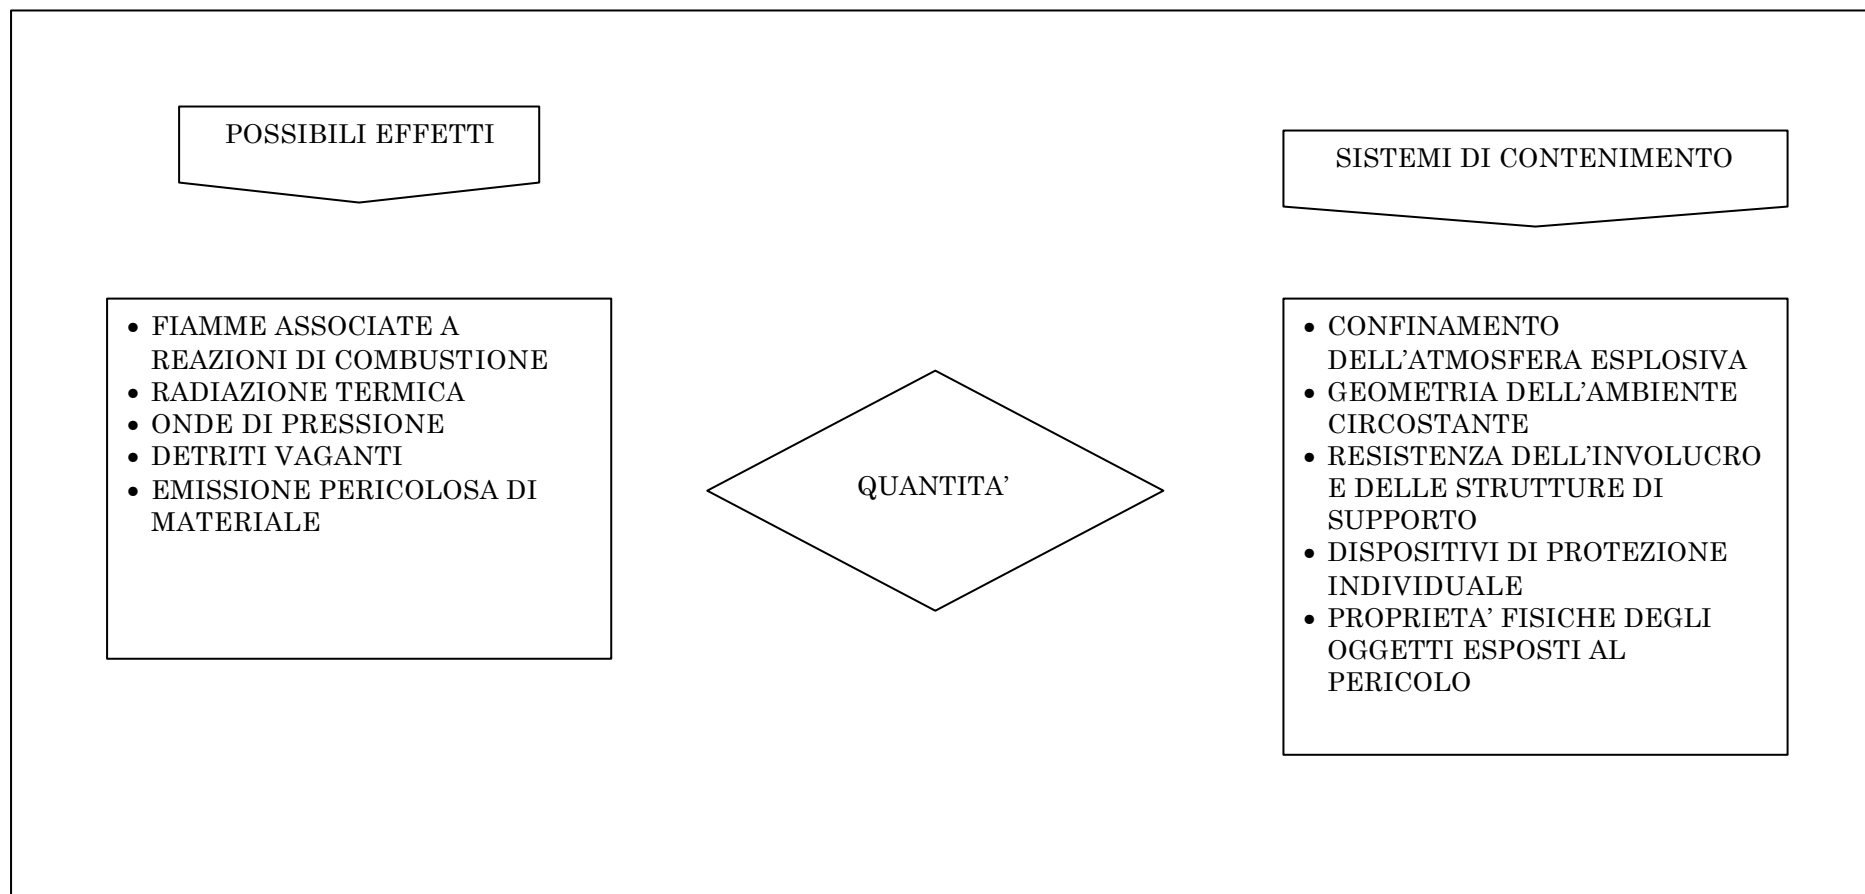 POSSIBILI EFFETTI
• FIAMME ASSOCIATE A
REAZIONI DI COMBUSTIONE
• RADIAZIONE TERMICA
• ONDE DI PRESSIONE
• DETRITI VAGANTI
• EMISSIONE PERICOLOSA DI
MATERIALE
QUANTITA’
SISTEMI DI CONTENIMENTO
• CONFINAMENTO
DELL’ATMOSFERA ESPLOSIVA
• GEOMETRIA DELL’AMBIENTE
CIRCOSTANTE
• RESISTENZA DELL’INVOLUCRO
E DELLE STRUTTURE DI
SUPPORTO
• DISPOSITIVI DI PROTEZIONE
INDIVIDUALE
• PROPRIETA’ FISICHE DEGLI
OGGETTI ESPOSTI AL
PERICOLO